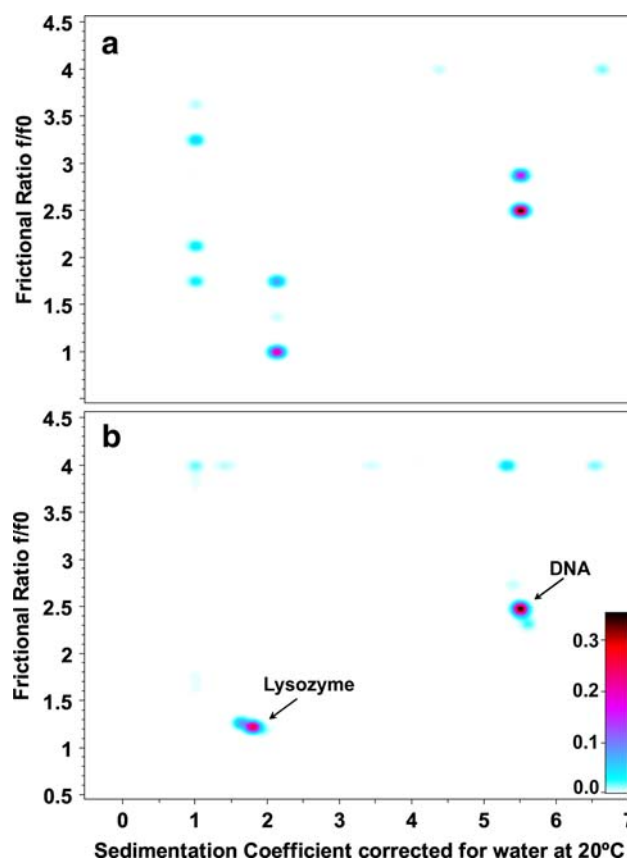 a
Frictional Ratio f/f0
4.5
4
3.5
3
2.5
2
1.5
1
b
Frictional Ratio f/f0
4.5
4
3.5
3
2.5
2
1.5
1
0.5
DNA
Lysozyme
0.3
0.2
0.1
0.0
0 1 2 3 4 5 6 7
Sedimentation Coefficient corrected for water at 20ºC